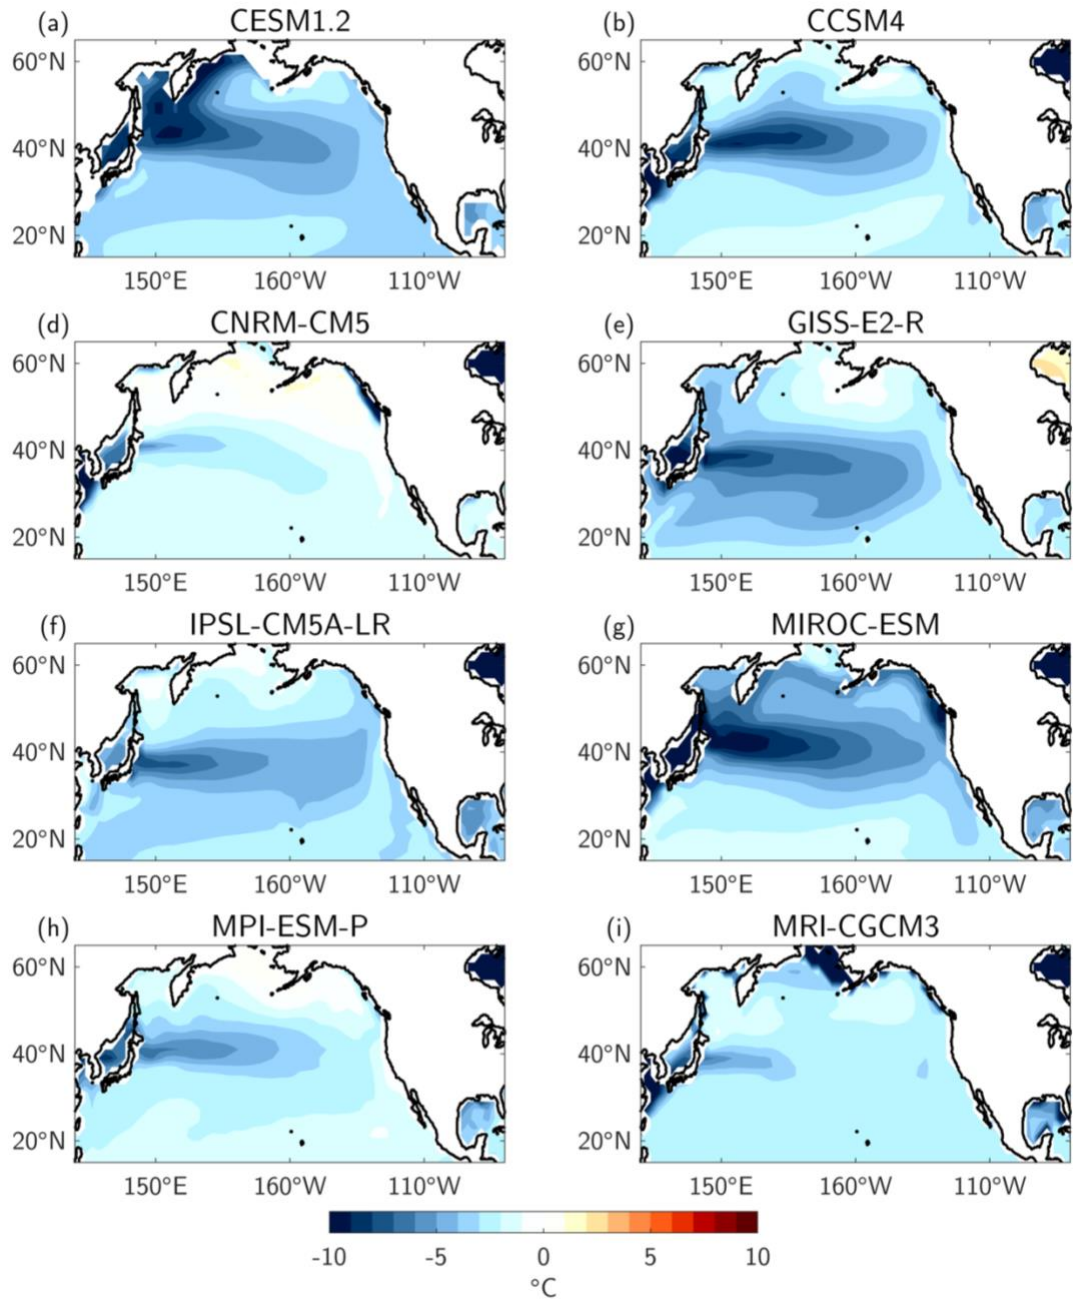 (a) CESM1.2
60°N
40°N
20°N
150°E 160°W 110°W
(b) CCSM4
60°N
40°N
20°N
150°E 160°W 110°W
(d) CNRM-CM5
60°N
40°N
20°N
150°E 160°W 110°W
(e) GISS-E2-R
60°N
40°N
20°N
150°E 160°W 110°W
(f) IPSL-CM5A-LR
60°N
40°N
20°N
150°E 160°W 110°W
(g) MIROC-ESM
60°N
40°N
20°N
150°E 160°W 110°W
(h) MPI-ESM-P
60°N
40°N
20°N
150°E 160°W 110°W
(i) MRI-CGCM3
60°N
40°N
20°N
150°E 160°W 110°W
-10 -5 0 5 10
°C